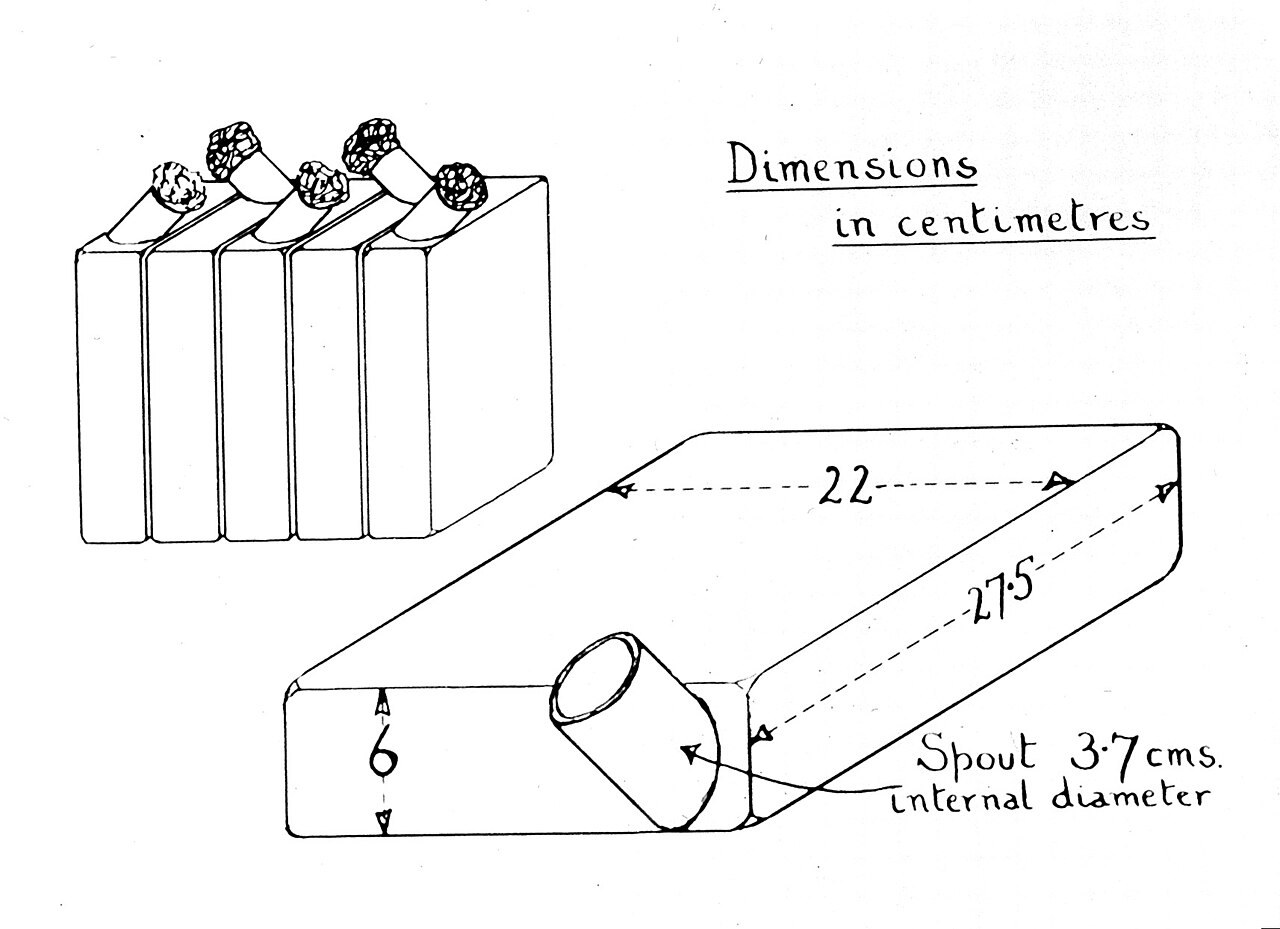 Dimensions
in centimetres
22
27·5
6
Spout 3·7 cms.
internal diameter